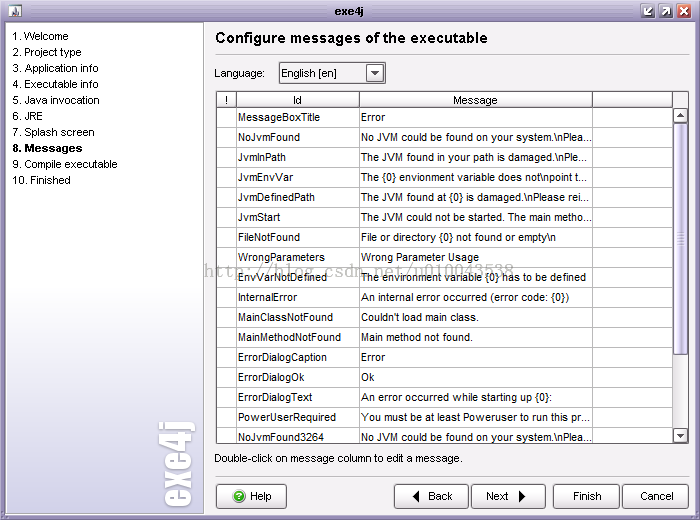 exe4j
1. Welcome
2. Project type
3. Application info
4. Executable info
5. Java invocation
6. JRE
7. Splash screen
8. Messages
9. Compile executable
10. Finished
exe4j
Configure messages of the executable
Language: English [en]
! Id Message
MessageBoxTitle Error
NoJvmFound No JVM could be found on your system.\nPlea...
JvmInPath The JVM found in your path is damaged.\nPleas...
JvmEnvVar The {0} envionment variable does not\npoint t...
JvmDefinedPath The JVM found at {0} is damaged.\nPlease rei...
JvmStart The JVM could not be started. The main metho...
FileNotFound File or directory {0} not found or empty\n
WrongParameters Wrong Parameter Usage
http://blog.csdn.net/u010043538
EnvVarNotDefined The environment variable {0} has to be defined
InternalError An internal error occurred (error code: {0})
MainClassNotFound Couldn't load main class.
MainMethodNotFound Main method not found.
ErrorDialogCaption Error
ErrorDialogOk Ok
ErrorDialogText An error occurred while starting up {0}:
PowerUserRequired You must be at least Poweruser to run this pr...
NoJvmFound3264 No JVM could be found on your system.\nPlea...
Double-click on message column to edit a message.
Help Back Next Finish Cancel